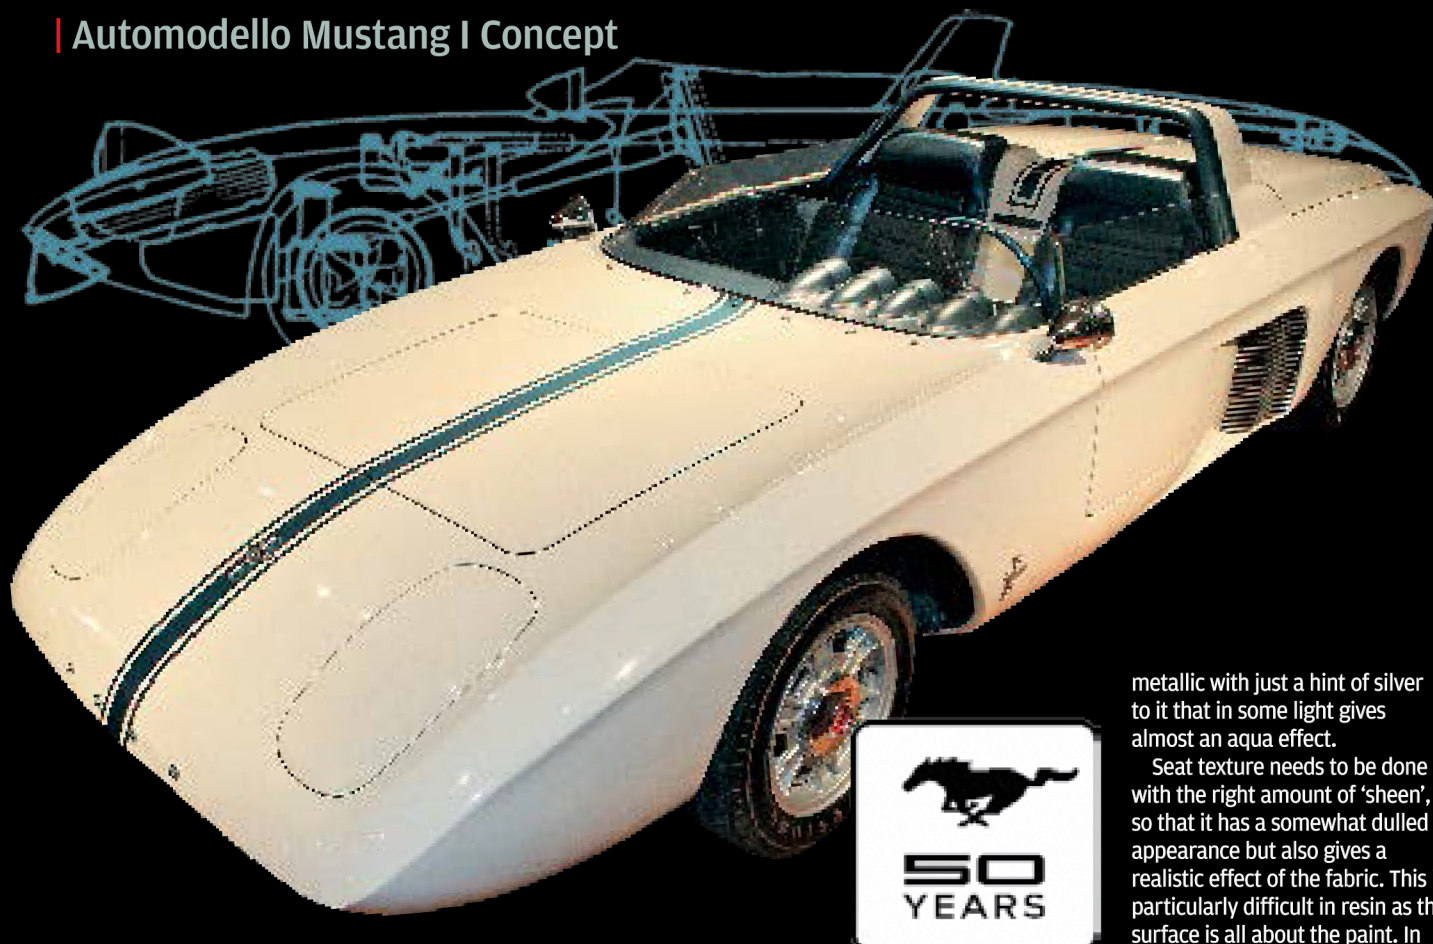 Automodello Mustang I Concept
metallic with just a hint of silver
to it that in some light gives
almost an aqua effect.
Seat texture needs to be done
with the right amount of ‘sheen’,
so that it has a somewhat dulled
appearance but also gives a
realistic effect of the fabric. This
particularly difficult in resin as
surface is all about the paint. In
50
YEARS